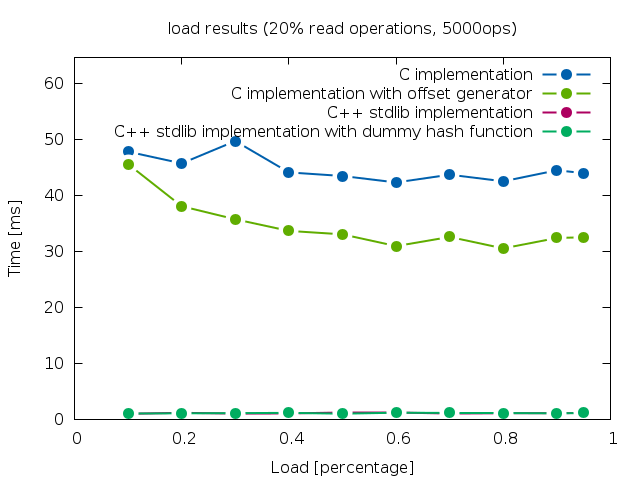 load results (20% read operations, 5000ops)
C implementation
C implementation with offset generator
C++ stdlib implementation
C++ stdlib implementation with dummy hash function
60
50
40
30
20
10
0
Time [ms]
0 0.2 0.4 0.6 0.8 1
Load [percentage]